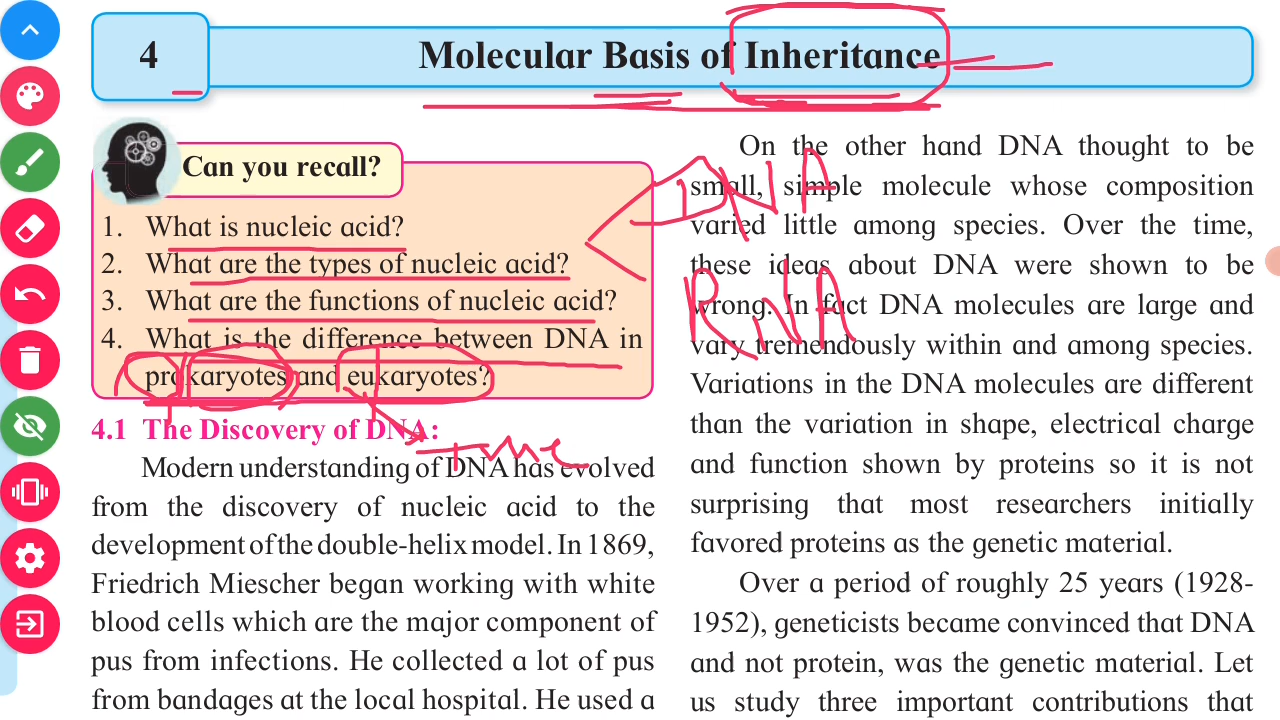 4
Molecular Basis of Inheritance
Can you recall?
1. What is nucleic acid?
2. What are the types of nucleic acid?
3. What are the functions of nucleic acid?
4. What is the difference between DNA in
prokaryotes and eukaryotes?
DNA
RNA
4.1 The Discovery of DNA:
true
Modern understanding of DNA has evolved
from the discovery of nucleic acid to the
development of the double-helix model. In 1869,
Friedrich Miescher began working with white
blood cells which are the major component of
pus from infections. He collected a lot of pus
from bandages at the local hospital. He used a
On the other hand DNA thought to be
small, simple molecule whose composition
varied little among species. Over the time,
these ideas about DNA were shown to be
wrong. In fact DNA molecules are large and
vary tremendously within and among species.
Variations in the DNA molecules are different
than the variation in shape, electrical charge
and function shown by proteins so it is not
surprising that most researchers initially
favored proteins as the genetic material.
Over a period of roughly 25 years (1928-
1952), geneticists became convinced that DNA
and not protein, was the genetic material. Let
us study three important contributions that